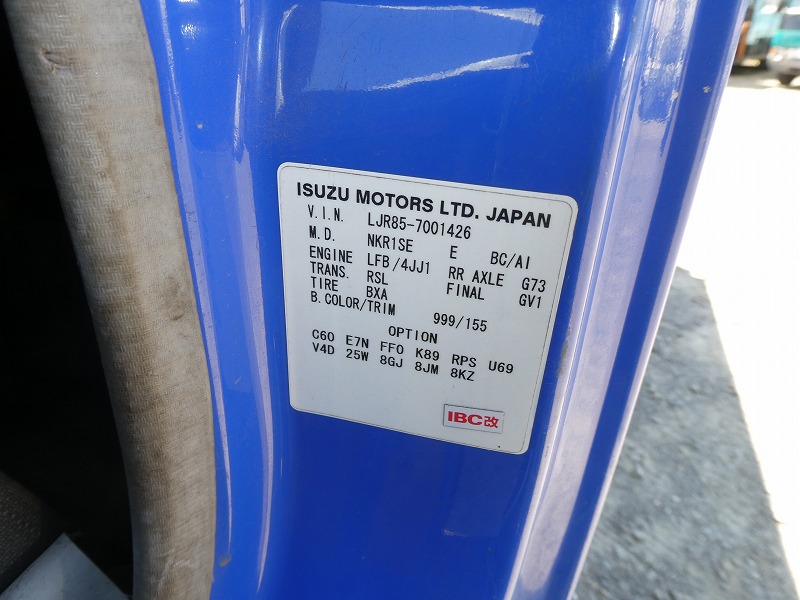 ISUZU MOTORS LTD. JAPAN
V.I.N. LJR85-7001426
M.D. NKR1SE E BC/AI
ENGINE LFB/4JJ1 RR AXLE G73
TRANS. RSL FINAL GV1
TIRE BXA
B.COLOR/TRIM 999/155
OPTION
C60 E7N FF0 K89 RPS U69
V4D 25W 8GJ 8JM 8KZ
IBC改